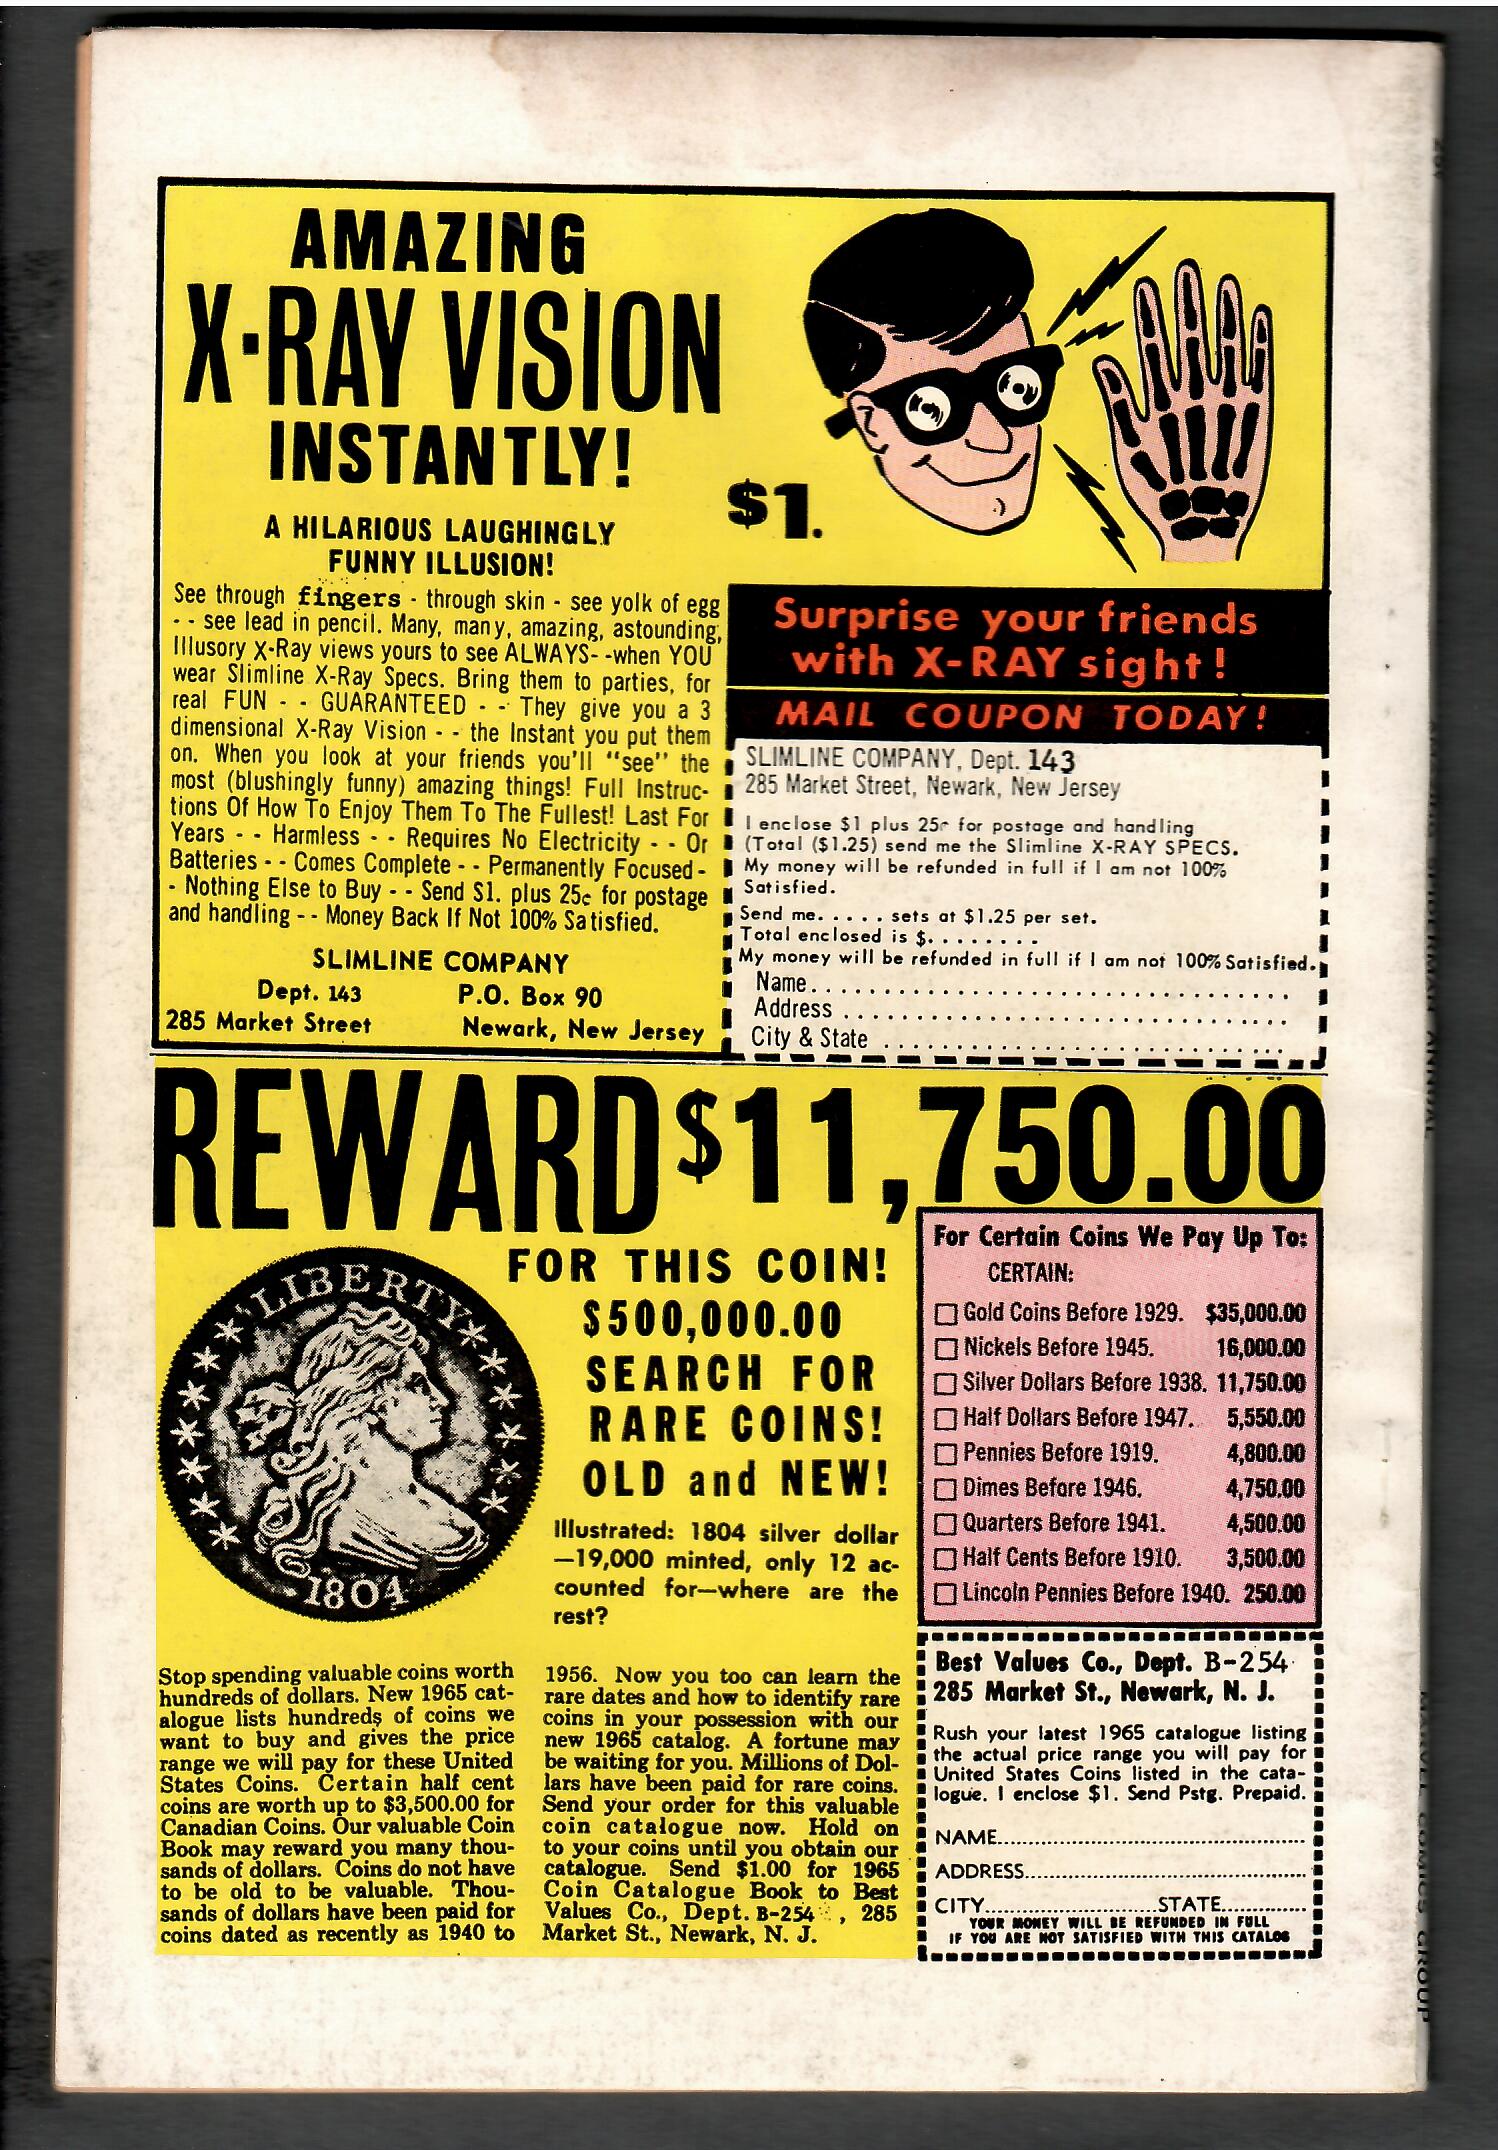 AMAZING
X-RAY VISION
INSTANTLY!
A HILARIOUS LAUGHINGLY
FUNNY ILLUSION!
See through fingers - through skin - see yolk of egg
- - see lead in pencil. Many, many, amazing, astounding,
Illusory X-Ray views yours to see ALWAYS- -when YOU
wear Slimline X-Ray Specs. Bring them to parties, for
real FUN - - GUARANTEED - - They give you a 3
dimensional X-Ray Vision - - the Instant you put them
on. When you look at your friends you'll "see" the
most (blushingly funny) amazing things! Full Instruc-
tions Of How To Enjoy Them To The Fullest! Last For
Years - - Harmless - - Requires No Electricity - - Or
Batteries - - Comes Complete - - Permanently Focused -
- Nothing Else to Buy - - Send $1. plus 25c for postage
and handling - - Money Back If Not 100% Satisfied.
SLIMLINE COMPANY
Dept. 143 P.O. Box 90
285 Market Street Newark, New Jersey
$1.
Surprise your friends
with X-RAY sight!
MAIL COUPON TODAY!
SLIMLINE COMPANY, Dept. 143
285 Market Street, Newark, New Jersey
I enclose $1 plus 25c for postage and handling
(Total ($1.25) send me the Slimline X-RAY SPECS.
My money will be refunded in full if I am not 100%
Satisfied.
Send me..... sets at $1.25 per set.
Total enclosed is $........
My money will be refunded in full if I am not 100% Satisfied.
Name................................
Address ..............................
City & State ............................
REWARD $11,750.00
FOR THIS COIN!
$500,000.00
SEARCH FOR
RARE COINS!
OLD and NEW!
LIBERTY
1804
Illustrated: 1804 silver dollar
—19,000 minted, only 12 ac-
counted for—where are the
rest?
Stop spending valuable coins worth
hundreds of dollars. New 1965 cat-
alogue lists hundreds of coins we
want to buy and gives the price
range we will pay for these United
States Coins. Certain half cent
coins are worth up to $3,500.00 for
Canadian Coins. Our valuable Coin
Book may reward you many thou-
sands of dollars. Coins do not have
to be old to be valuable. Thou-
sands of dollars have been paid for
coins dated as recently as 1940 to
1956. Now you too can learn the
rare dates and how to identify rare
coins in your possession with our
new 1965 catalog. A fortune may
be waiting for you. Millions of Dol-
lars have been paid for rare coins.
Send your order for this valuable
coin catalogue now. Hold on
to your coins until you obtain our
catalogue. Send $1.00 for 1965
Coin Catalogue Book to Best
Values Co., Dept. B-254 , 285
Market St., Newark, N. J.
For Certain Coins We Pay Up To:
CERTAIN:
Gold Coins Before 1929. $35,000.00
Nickels Before 1945. 16,000.00
Silver Dollars Before 1938. 11,750.00
Half Dollars Before 1947. 5,550.00
Pennies Before 1919. 4,800.00
Dimes Before 1946. 4,750.00
Quarters Before 1941. 4,500.00
Half Cents Before 1910. 3,500.00
Lincoln Pennies Before 1940. 250.00
Best Values Co., Dept. B-254
285 Market St., Newark, N. J.
Rush your latest 1965 catalogue listing
the actual price range you will pay for
United States Coins listed in the cata-
logue. I enclose $1. Send Pstg. Prepaid.
NAME..............................................
ADDRESS..........................................
CITY.........................STATE.............
YOUR MONEY WILL BE REFUNDED IN FULL
IF YOU ARE NOT SATISFIED WITH THIS CATALOG
ANNUAL
MARVEL COMICS GROUP